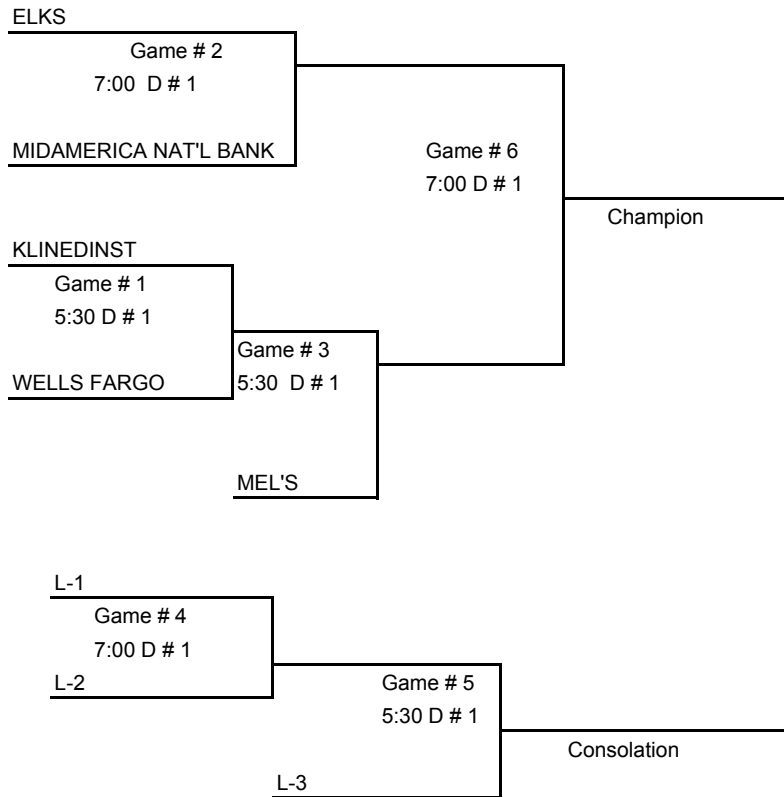 ELKS
Game # 2
7:00 D # 1
MIDAMERICA NAT'L BANK
Game # 6
7:00 D # 1
Champion
KLINEDINST
Game # 1
5:30 D # 1
Game # 3
WELLS FARGO
5:30 D # 1
MEL'S
L-1
Game # 4
7:00 D # 1
L-2
Game # 5
5:30 D # 1
Consolation
L-3